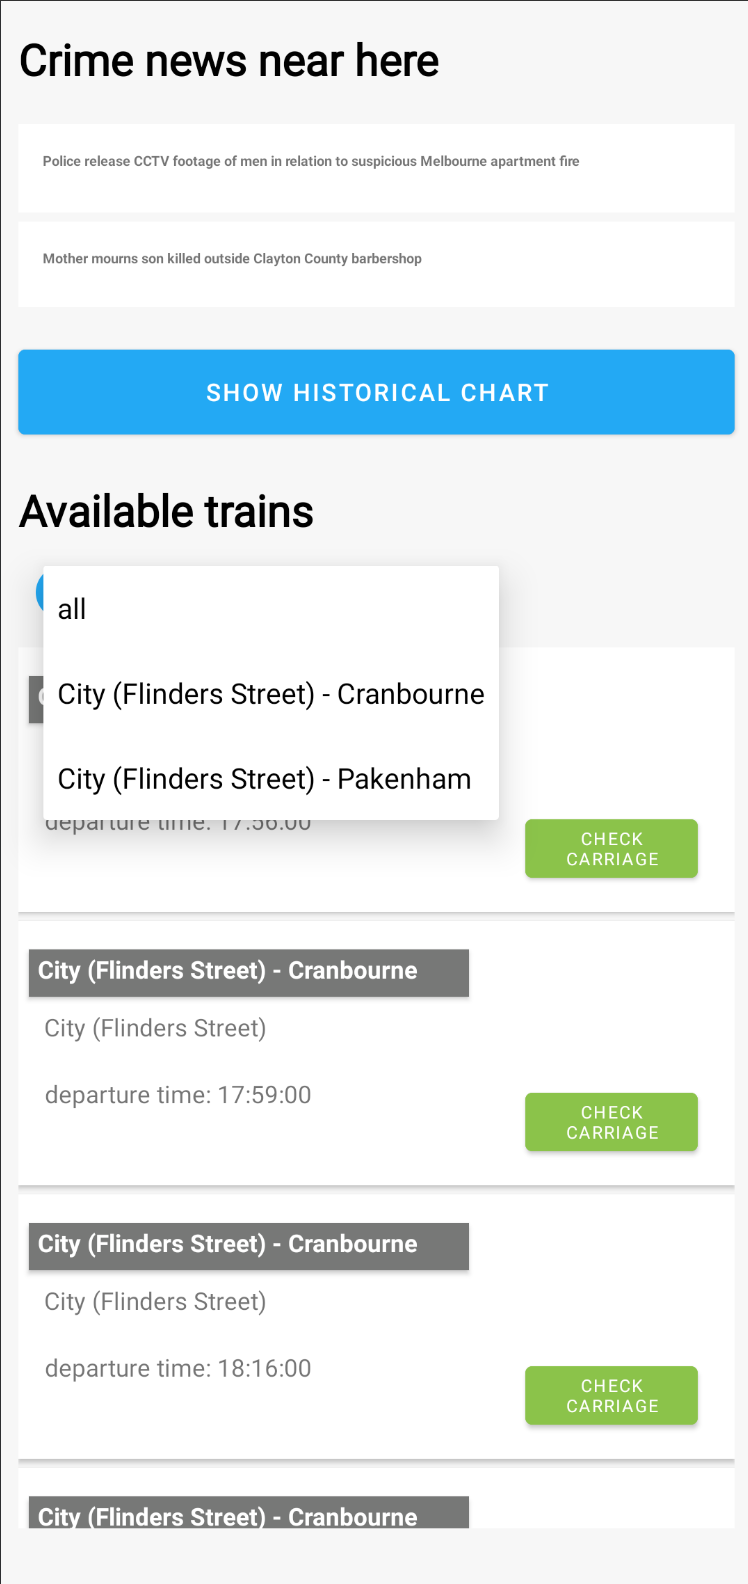 Crime news near here
Police release CCTV footage of men in relation to suspicious Melbourne apartment fire
Mother mourns son killed outside Clayton County barbershop
SHOW HISTORICAL CHART
Available trains
all
City (Flinders Street) - Cranbourne
City (Flinders Street) - Pakenham
departure time: 17:56:00
CHECK
CARRIAGE
City (Flinders Street) - Cranbourne
City (Flinders Street)
departure time: 17:59:00
CHECK
CARRIAGE
City (Flinders Street) - Cranbourne
City (Flinders Street)
departure time: 18:16:00
CHECK
CARRIAGE
City (Flinders Street) - Cranbourne